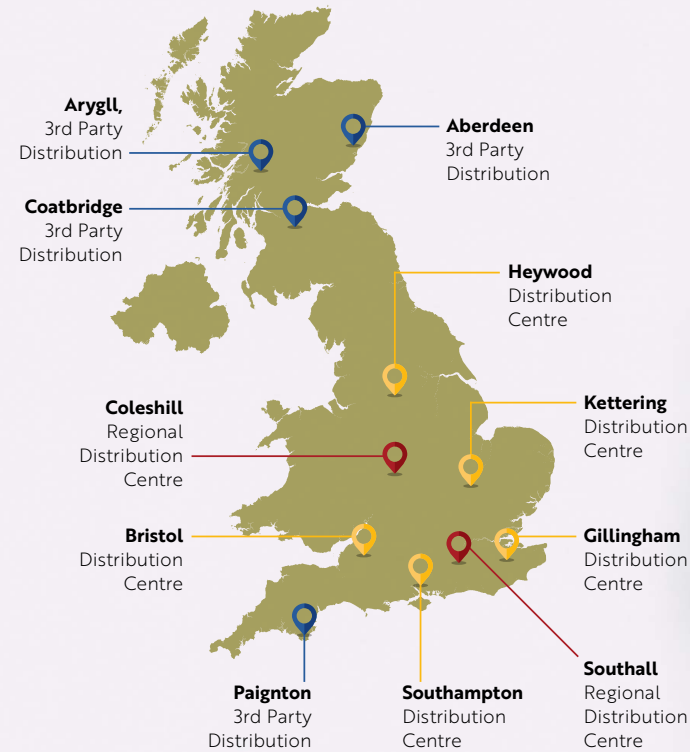 Arygll,
3rd Party
Distribution
Aberdeen
3rd Party
Distribution
Coatbridge
3rd Party
Distribution
Heywood
Distribution
Centre
Coleshill
Regional
Distribution
Centre
Kettering
Distribution
Centre
Bristol
Distribution
Centre
Gillingham
Distribution
Centre
Paignton
3rd Party
Distribution
Southampton
Distribution
Centre
Southall
Regional
Distribution
Centre